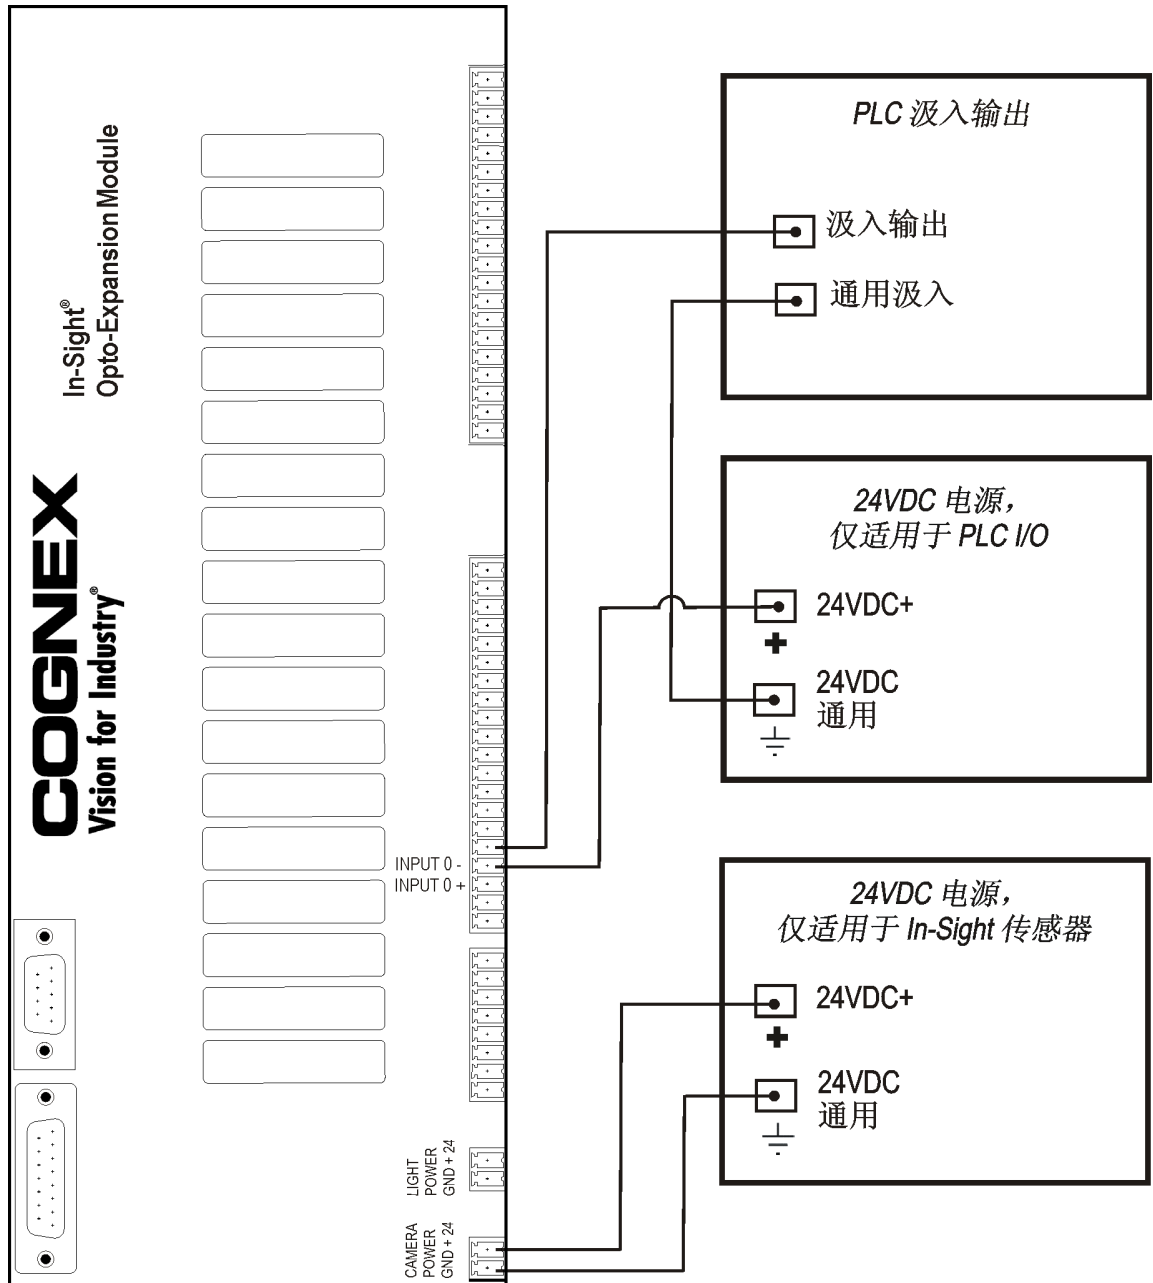 In-Sight®
Opto-Expansion Module
COGNEX
Vision for Industry®
INPUT 0 -
INPUT 0 +
LIGHT
POWER
GND + 24
CAMERA
POWER
GND + 24
PLC 汲入输出
汲入输出
通用汲入
24VDC 电源，
仅适用于 PLC I/O
24VDC+
+
24VDC
通用
24VDC 电源，
仅适用于 In-Sight 传感器
24VDC+
+
24VDC
通用